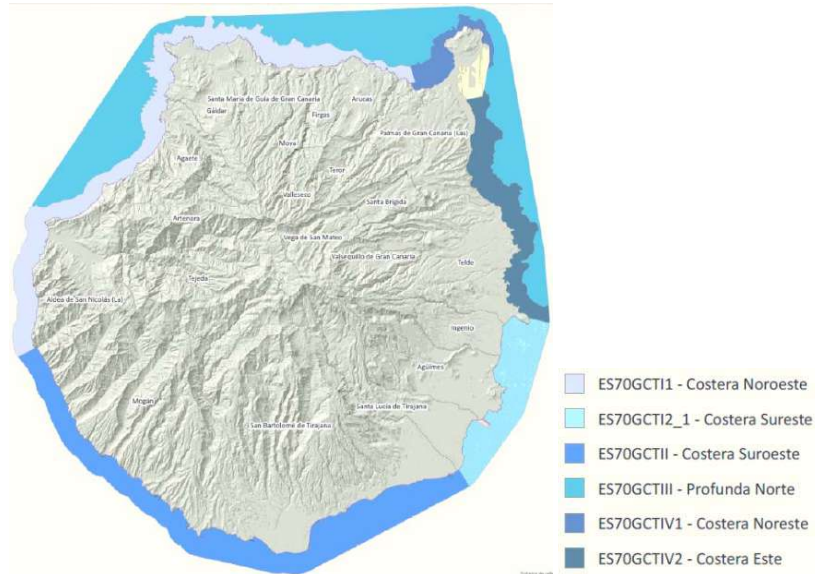 Santa María de Guía de Gran Canaria
Arucas
Gáldar
Firgas
Palmas de Gran Canaria (Las)
Moya
Agaete
Teror
Valleseco
Santa Brígida
Artenara
Vega de San Mateo
Valsequillo de Gran Canaria
Telde
Tejeda
Aldea de San Nicolás (La)
Ingenio
Agüimes
Mogán
Santa Lucía de Tirajana
San Bartolomé de Tirajana
ES70GCTI1 - Costera Noroeste
ES70GCTI2_1 - Costera Sureste
ES70GCTII - Costera Suroeste
ES70GCTIII - Profunda Norte
ES70GCTIV1 - Costera Noreste
ES70GCTIV2 - Costera Este